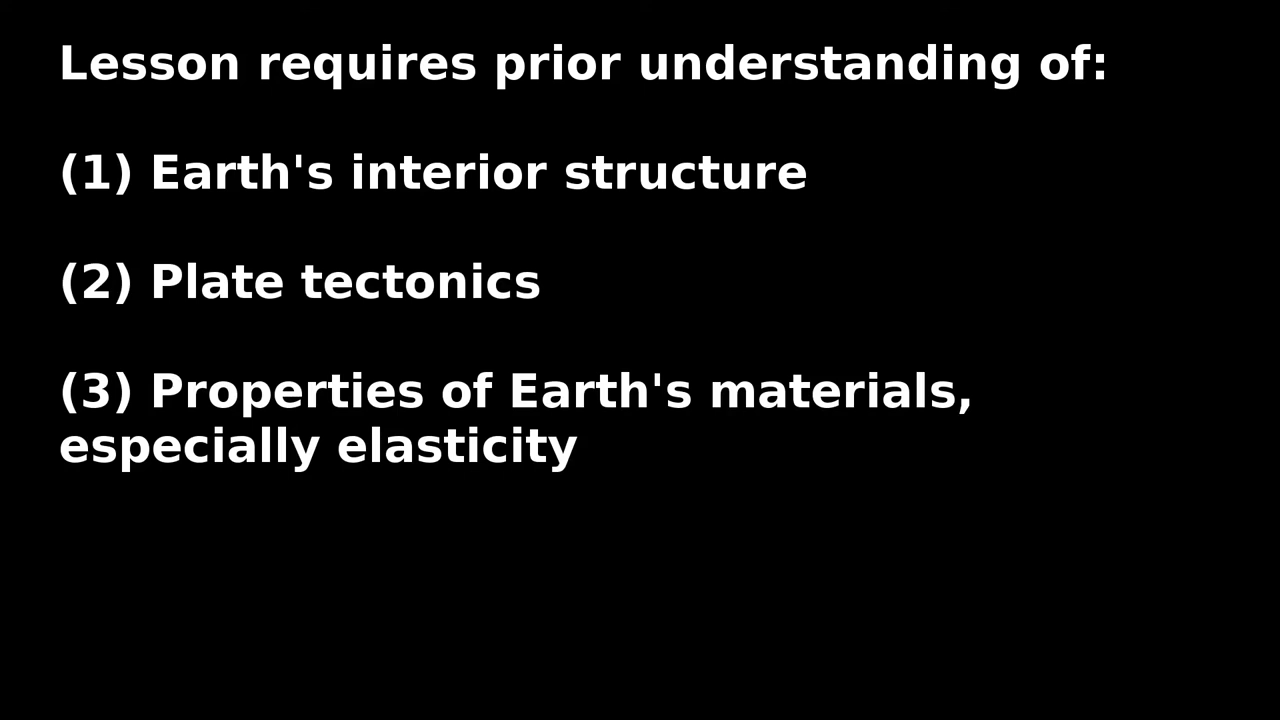 Lesson requires prior understanding of:
(1) Earth's interior structure
(2) Plate tectonics
(3) Properties of Earth's materials,
especially elasticity